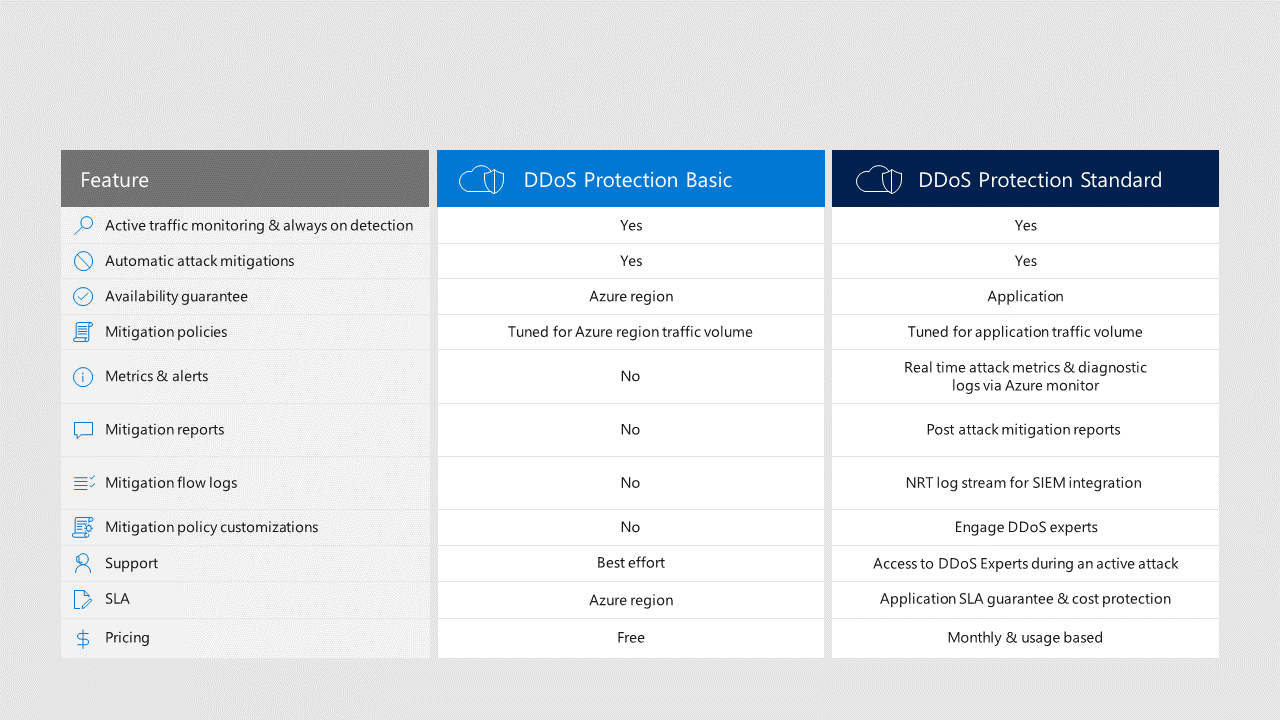 Feature
DDoS Protection Basic
DDoS Protection Standard
Active traffic monitoring & always on detection
Yes
Yes
Automatic attack mitigations
Yes
Yes
Availability guarantee
Azure region
Application
Mitigation policies
Tuned for Azure region traffic volume
Tuned for application traffic volume
Metrics & alerts
No
Real time attack metrics & diagnostic
logs via Azure monitor
Mitigation reports
No
Post attack mitigation reports
Mitigation flow logs
No
NRT log stream for SIEM integration
Mitigation policy customizations
No
Engage DDoS experts
Support
Best effort
Access to DDoS Experts during an active attack
SLA
Azure region
Application SLA guarantee & cost protection
Pricing
Free
Monthly & usage based